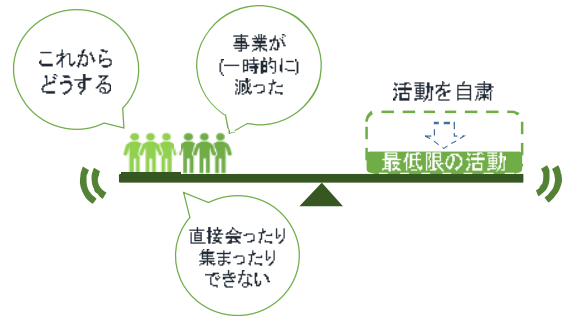 これから
どうする
事業が
(一時的に)
減った
活動を自粛
最低限の活動
直接会ったり
集まったり
できない